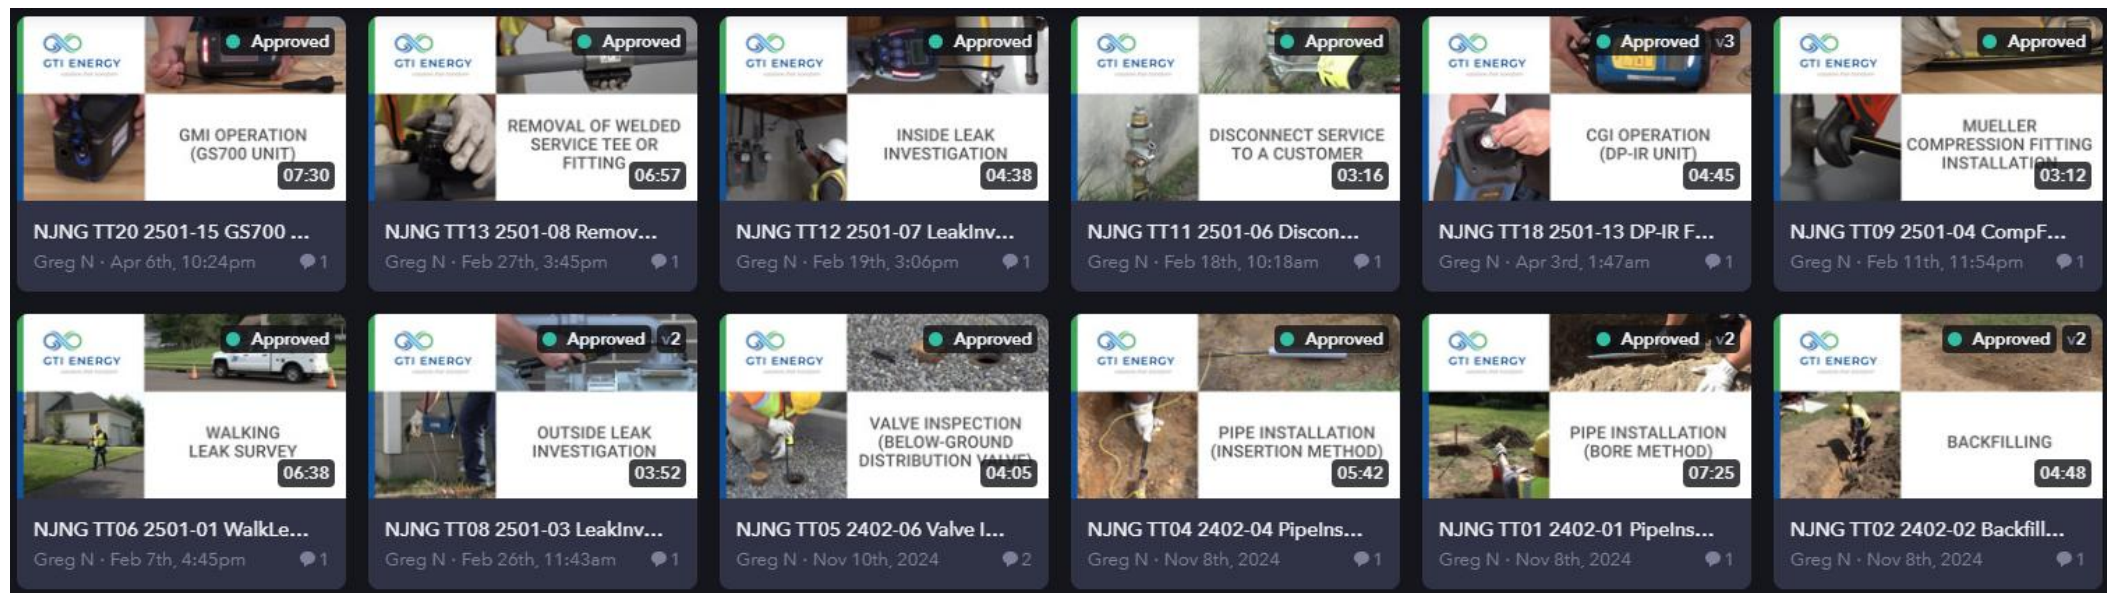 Approved
GTI ENERGY
GMI OPERATION
(GS700 UNIT)
07:30
NJNG TT20 2501-15 GS700 ...
Greg N · Apr 6th, 10:24pm 1
Approved
GTI ENERGY
REMOVAL OF WELDED
SERVICE TEE OR
FITTING
06:57
NJNG TT13 2501-08 Remov...
Greg N · Feb 27th, 3:45pm 1
Approved
GTI ENERGY
INSIDE LEAK
INVESTIGATION
04:38
NJNG TT12 2501-07 LeakInv...
Greg N · Feb 19th, 3:06pm 1
Approved
GTI ENERGY
DISCONNECT SERVICE
TO A CUSTOMER
03:16
NJNG TT11 2501-06 Discon...
Greg N · Feb 18th, 10:18am 1
Approved v3
GTI ENERGY
CGI OPERATION
(DP-IR UNIT)
04:45
NJNG TT18 2501-13 DP-IR F...
Greg N · Apr 3rd, 1:47am 1
Approved
GTI ENERGY
MUELLER
COMPRESSION FITTING
INSTALLATION
03:12
NJNG TT09 2501-04 CompF...
Greg N · Feb 11th, 11:54pm 1
Approved
GTI ENERGY
WALKING
LEAK SURVEY
06:38
NJNG TT06 2501-01 WalkLe...
Greg N · Feb 7th, 4:45pm 1
Approved v2
GTI ENERGY
OUTSIDE LEAK
INVESTIGATION
03:52
NJNG TT08 2501-03 LeakInv...
Greg N · Feb 26th, 11:43am 1
Approved
GTI ENERGY
VALVE INSPECTION
(BELOW-GROUND
DISTRIBUTION VALVE)
04:05
NJNG TT05 2402-06 Valve I...
Greg N · Nov 10th, 2024 2
Approved
GTI ENERGY
PIPE INSTALLATION
(INSERTION METHOD)
05:42
NJNG TT04 2402-04 PipeIns...
Greg N · Nov 8th, 2024 1
Approved v2
GTI ENERGY
PIPE INSTALLATION
(BORE METHOD)
07:25
NJNG TT01 2402-01 PipeIns...
Greg N · Nov 8th, 2024 1
Approved v2
GTI ENERGY
BACKFILLING
04:48
NJNG TT02 2402-02 Backfill...
Greg N · Nov 8th, 2024 1